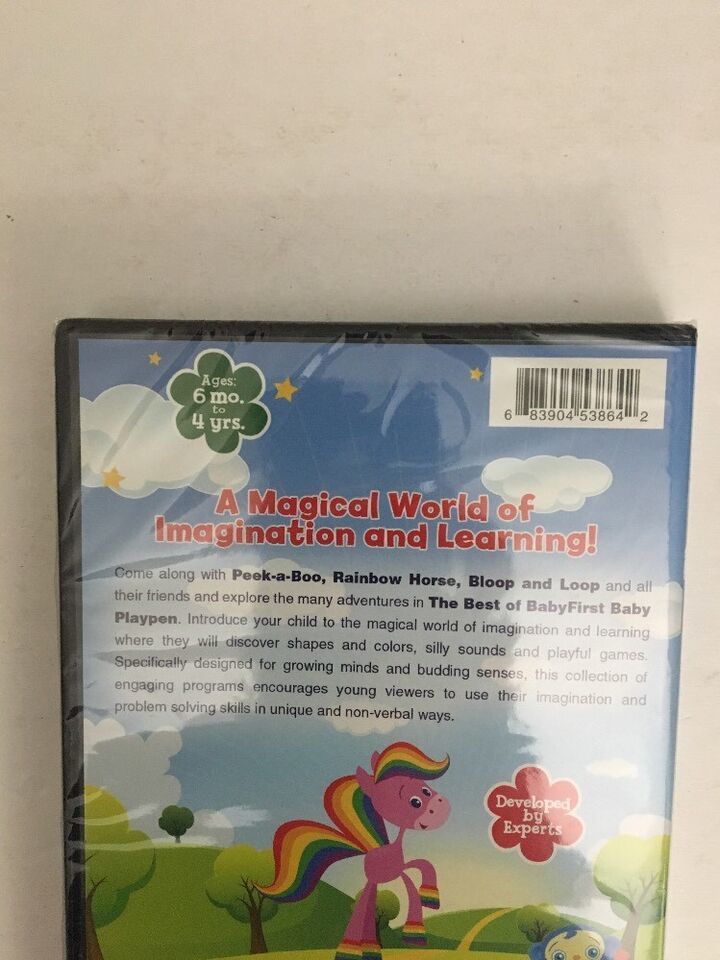 Ages:
6 mo.
to
4 yrs.
6 83904 53864 2
A Magical World of
Imagination and Learning!
Come along with Peek-a-Boo, Rainbow Horse, Bloop and Loop and all
their friends and explore the many adventures in The Best of BabyFirst Baby
Playpen. Introduce your child to the magical world of imagination and learning
where they will discover shapes and colors, silly sounds and playful games.
Specifically designed for growing minds and budding senses, this collection of
engaging programs encourages young viewers to use their imagination and
problem solving skills in unique and non-verbal ways.
Developed
by
Experts